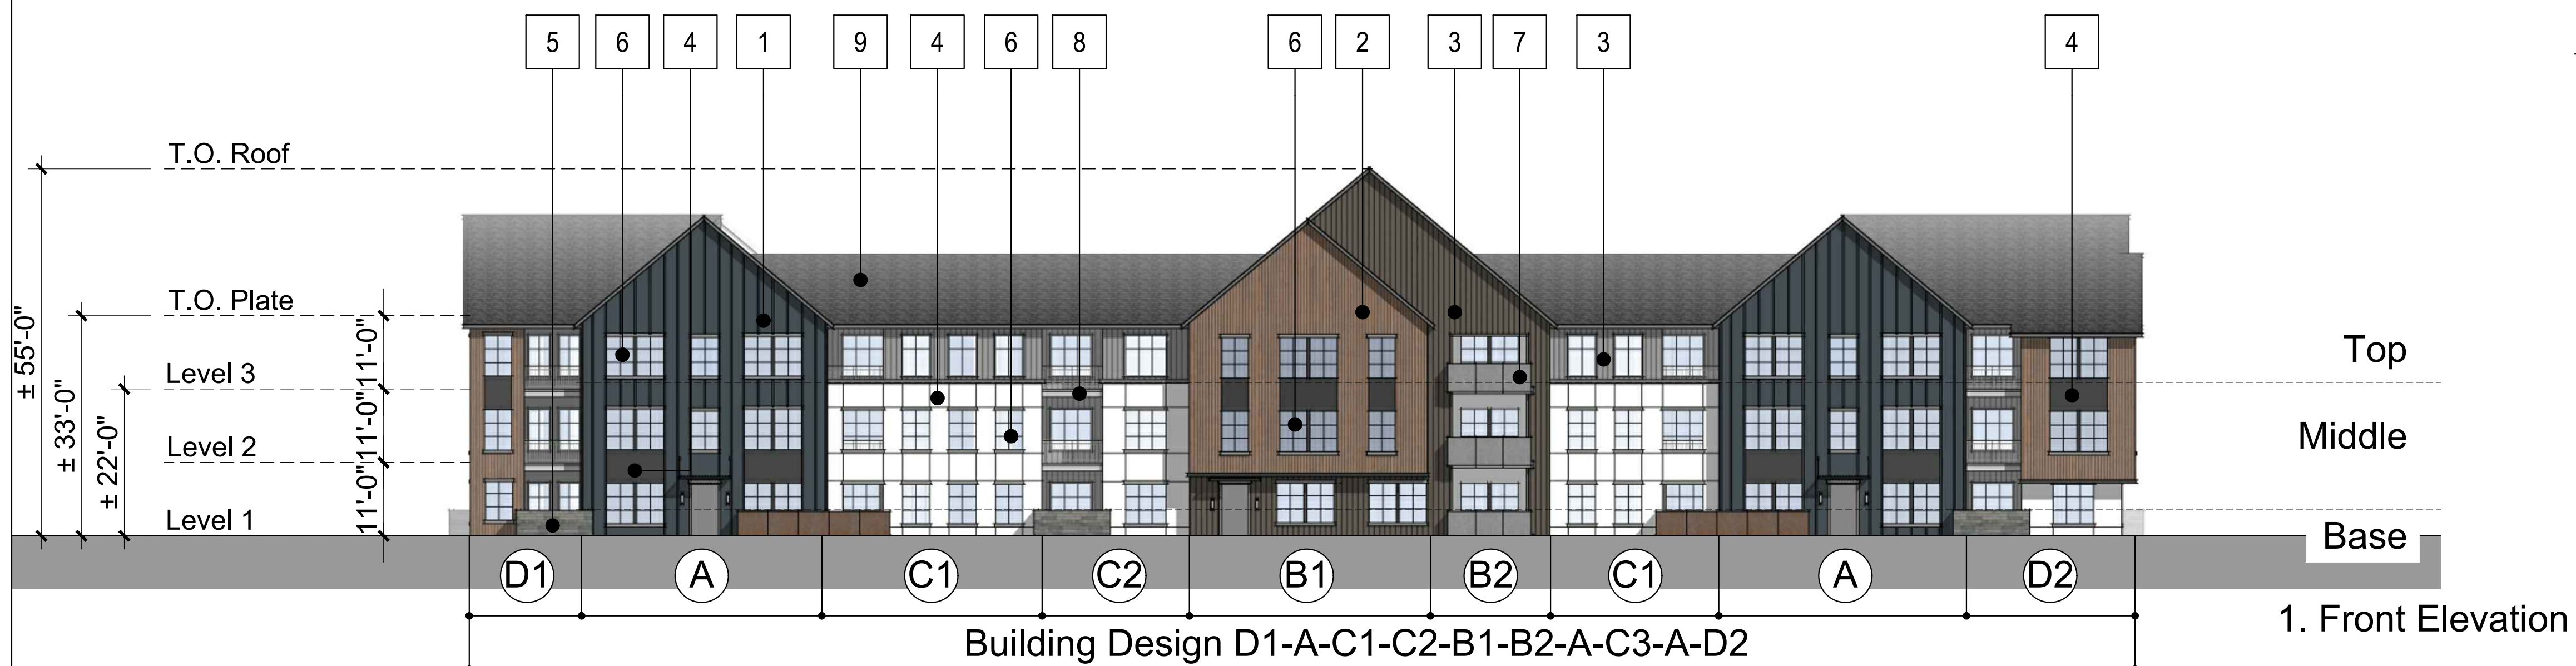 5 6 4 1 9 4 6 8 6 2 3 7 3 4
T.O. Roof
T.O. Plate
Level 3
Level 2
Level 1
± 55'-0"
± 33'-0"
± 22'-0"
11'-0" 11'-0" 11'-0"
Top
Middle
Base
D1 A C1 C2 B1 B2 C1 A D2
1. Front Elevation
Building Design D1-A-C1-C2-B1-B2-A-C3-A-D2